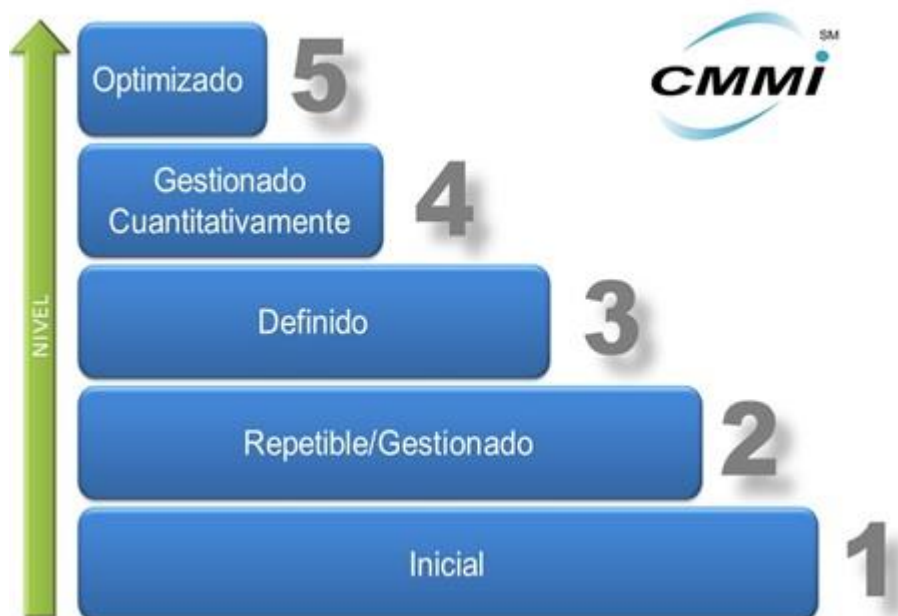 Optimizado 5
SM
CMMi
Gestionado
Cuantitativamente 4
Definido 3
NIVEL
Repetible/Gestionado 2
Inicial 1